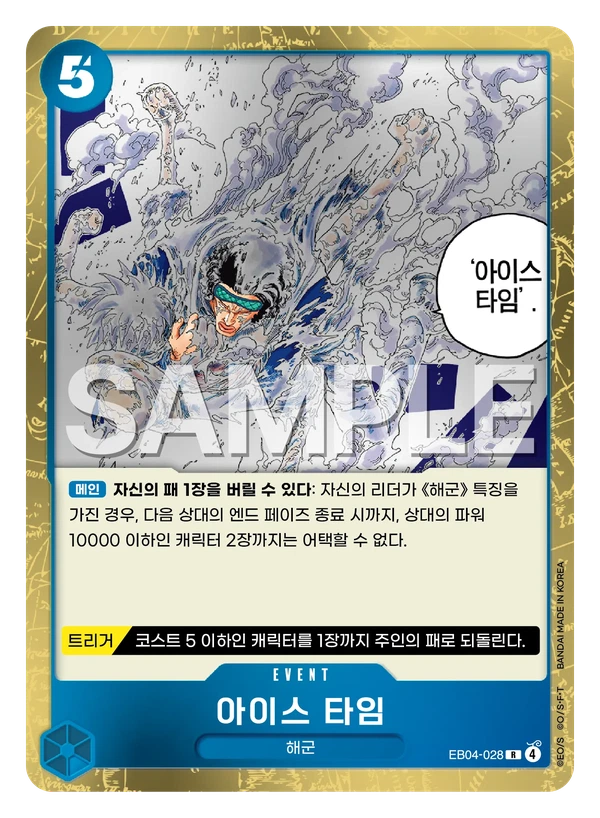 5
'아이스
타임'.
SAMPLE
메인 자신의 패 1장을 버릴 수 있다: 자신의 리더가 《해군》 특징을
가진 경우, 다음 상대의 엔드 페이즈 종료 시까지, 상대의 파워
10000 이하인 캐릭터 2장까지는 어택할 수 없다.
트리거 코스트 5 이하인 캐릭터를 1장까지 주인의 패로 되돌린다.
EVENT
아이스 타임
해군
EB04-028 R 4
©EO/S ©O/S·F·T BANDAI MADE IN KOREA